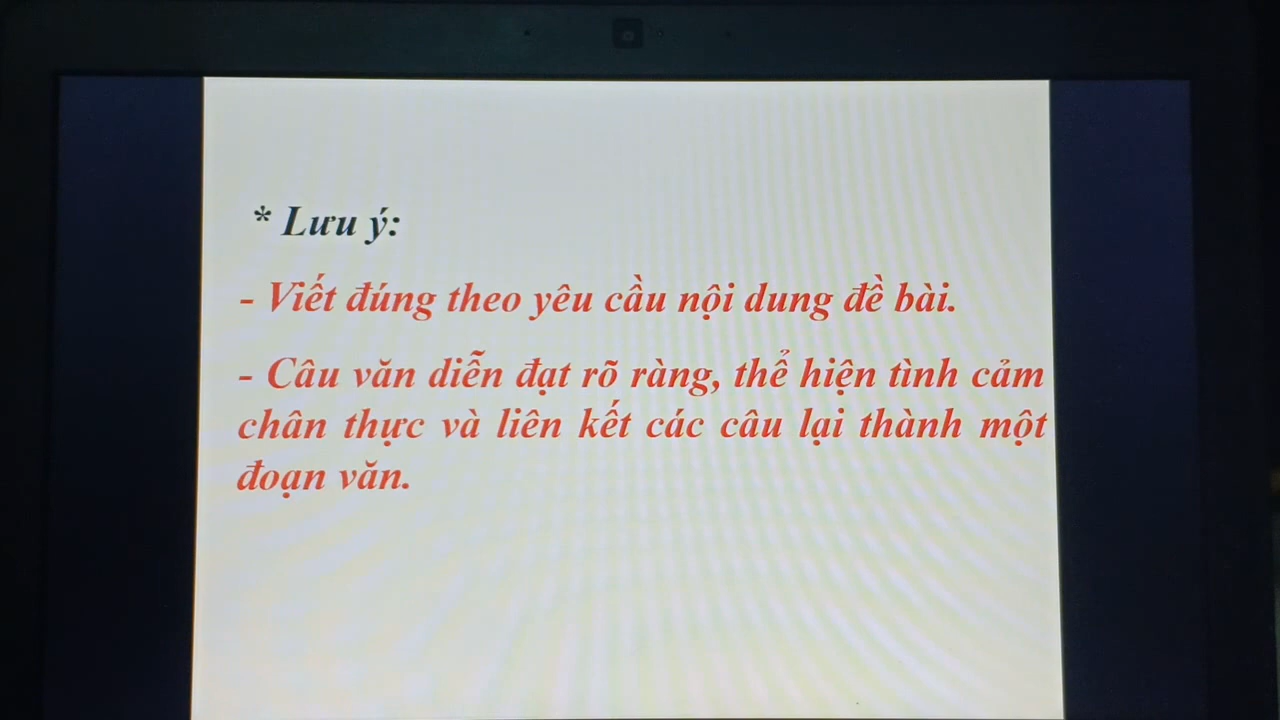 * Lưu ý:
- Viết đúng theo yêu cầu nội dung đề bài.
- Câu văn diễn đạt rõ ràng, thể hiện tình cảm
chân thực và liên kết các câu lại thành một
đoạn văn.